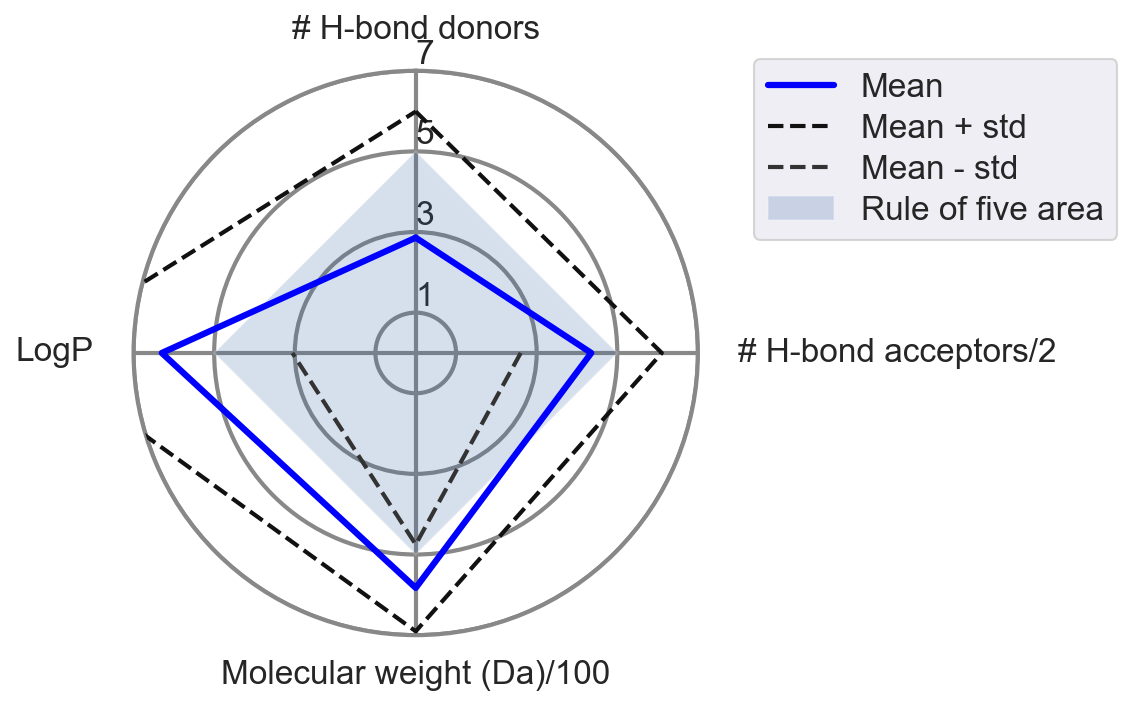 # H-bond donors
7
5
3
1
LogP
# H-bond acceptors/2
Molecular weight (Da)/100
Mean
Mean + std
Mean - std
Rule of five area